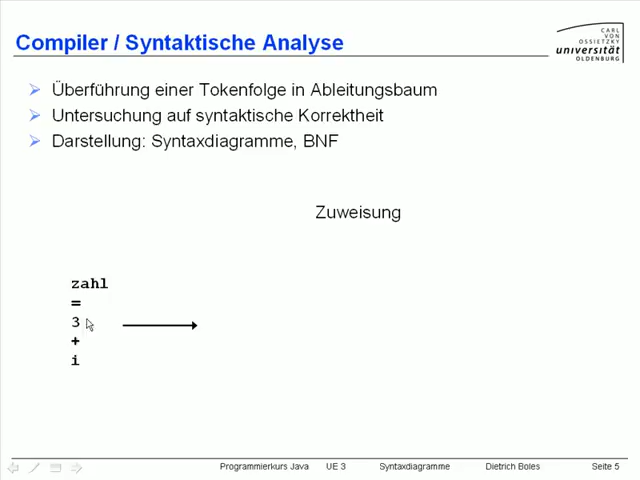 Compiler / Syntaktische Analyse
CARL
VON
OSSIETZKY
universität
OLDENBURG
Überführung einer Tokenfolge in Ableitungsbaum
Untersuchung auf syntaktische Korrektheit
Darstellung: Syntaxdiagramme, BNF
Zuweisung
zahl
=
3
+
i
Programmierkurs Java UE 3 Syntaxdiagramme Dietrich Boles Seite 5